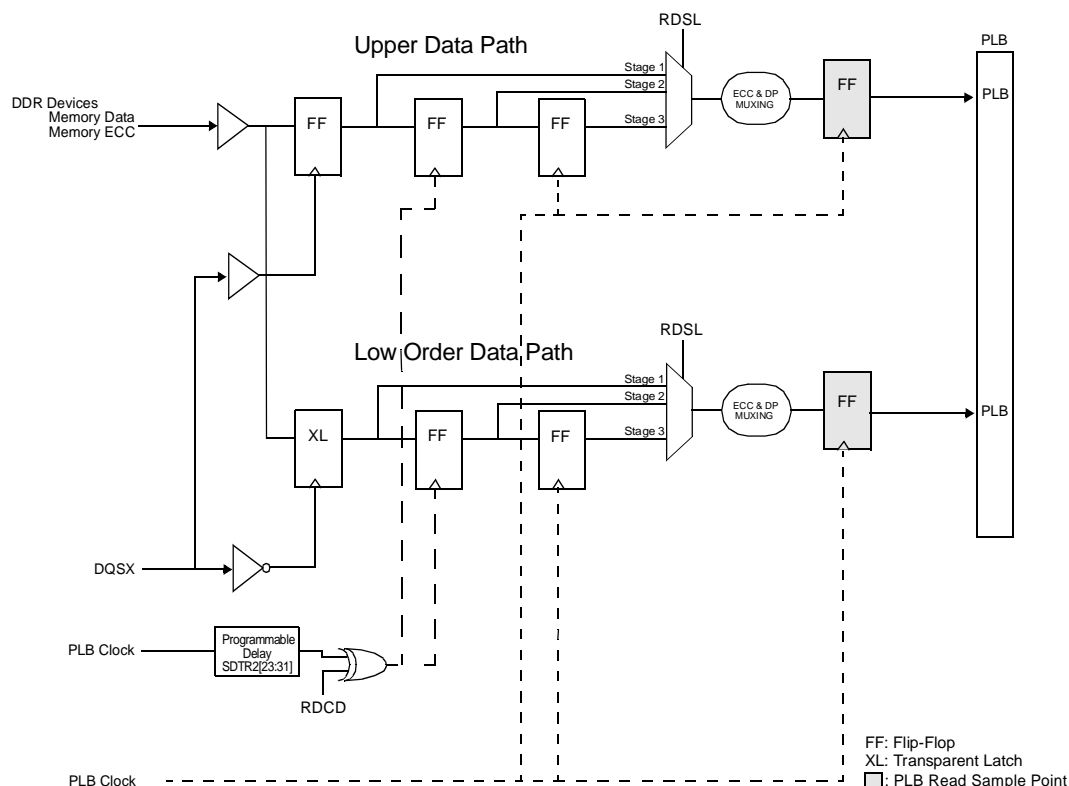 RDSL
PLB
Upper Data Path
Stage 1
Stage 2
Stage 3
DDR Devices
Memory Data
Memory ECC
FF
FF
FF
ECC & DP
MUXING
FF
PLB
RDSL
Low Order Data Path
Stage 1
Stage 2
Stage 3
XL
FF
FF
ECC & DP
MUXING
FF
PLB
DQSX
PLB Clock
Programmable
Delay
SDTR2[23:31]
RDCD
PLB Clock
FF: Flip-Flop
XL: Transparent Latch
: PLB Read Sample Point